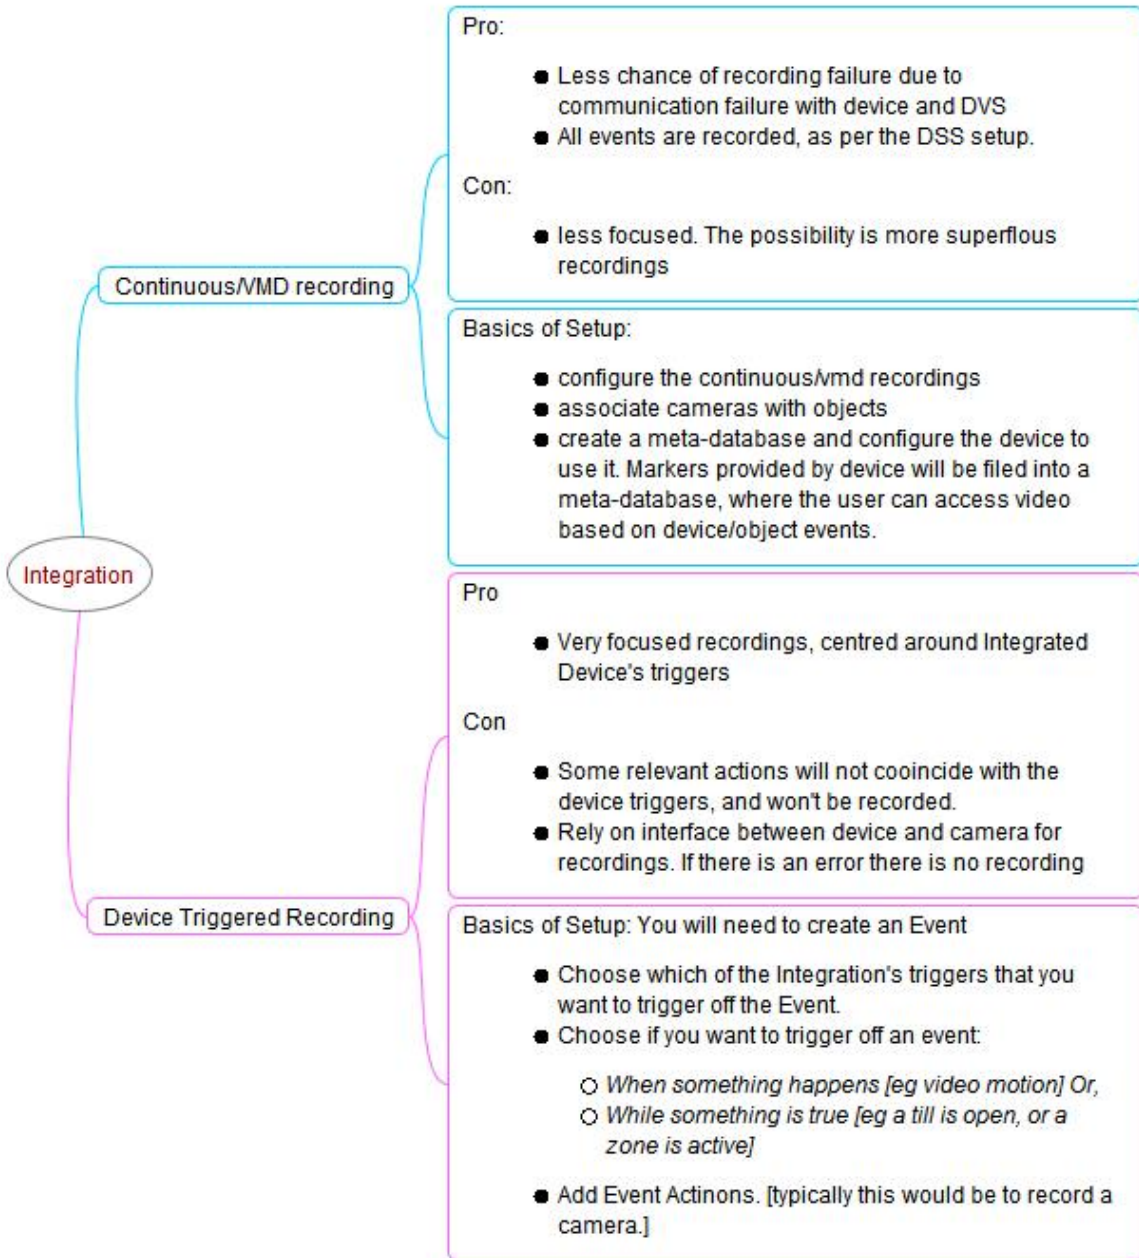 Pro:
Less chance of recording failure due to
communication failure with device and DVS
All events are recorded, as per the DSS setup.
Con:
less focused. The possibility is more superflous
recordings
Continuous/VMD recording
Basics of Setup:
configure the continuous/vmd recordings
associate cameras with objects
create a meta-database and configure the device to
use it. Markers provided by device will be filed into a
meta-database, where the user can access video
based on device/object events.
Integration
Pro
Very focused recordings, centred around Integrated
Device's triggers
Con
Some relevant actions will not cooincide with the
device triggers, and won't be recorded.
Rely on interface between device and camera for
recordings. If there is an error there is no recording
Device Triggered Recording
Basics of Setup: You will need to create an Event
Choose which of the Integration's triggers that you
want to trigger off the Event.
Choose if you want to trigger off an event:
When something happens [eg video motion] Or,
While something is true [eg a till is open, or a
zone is active]
Add Event Actinons. [typically this would be to record a
camera.]